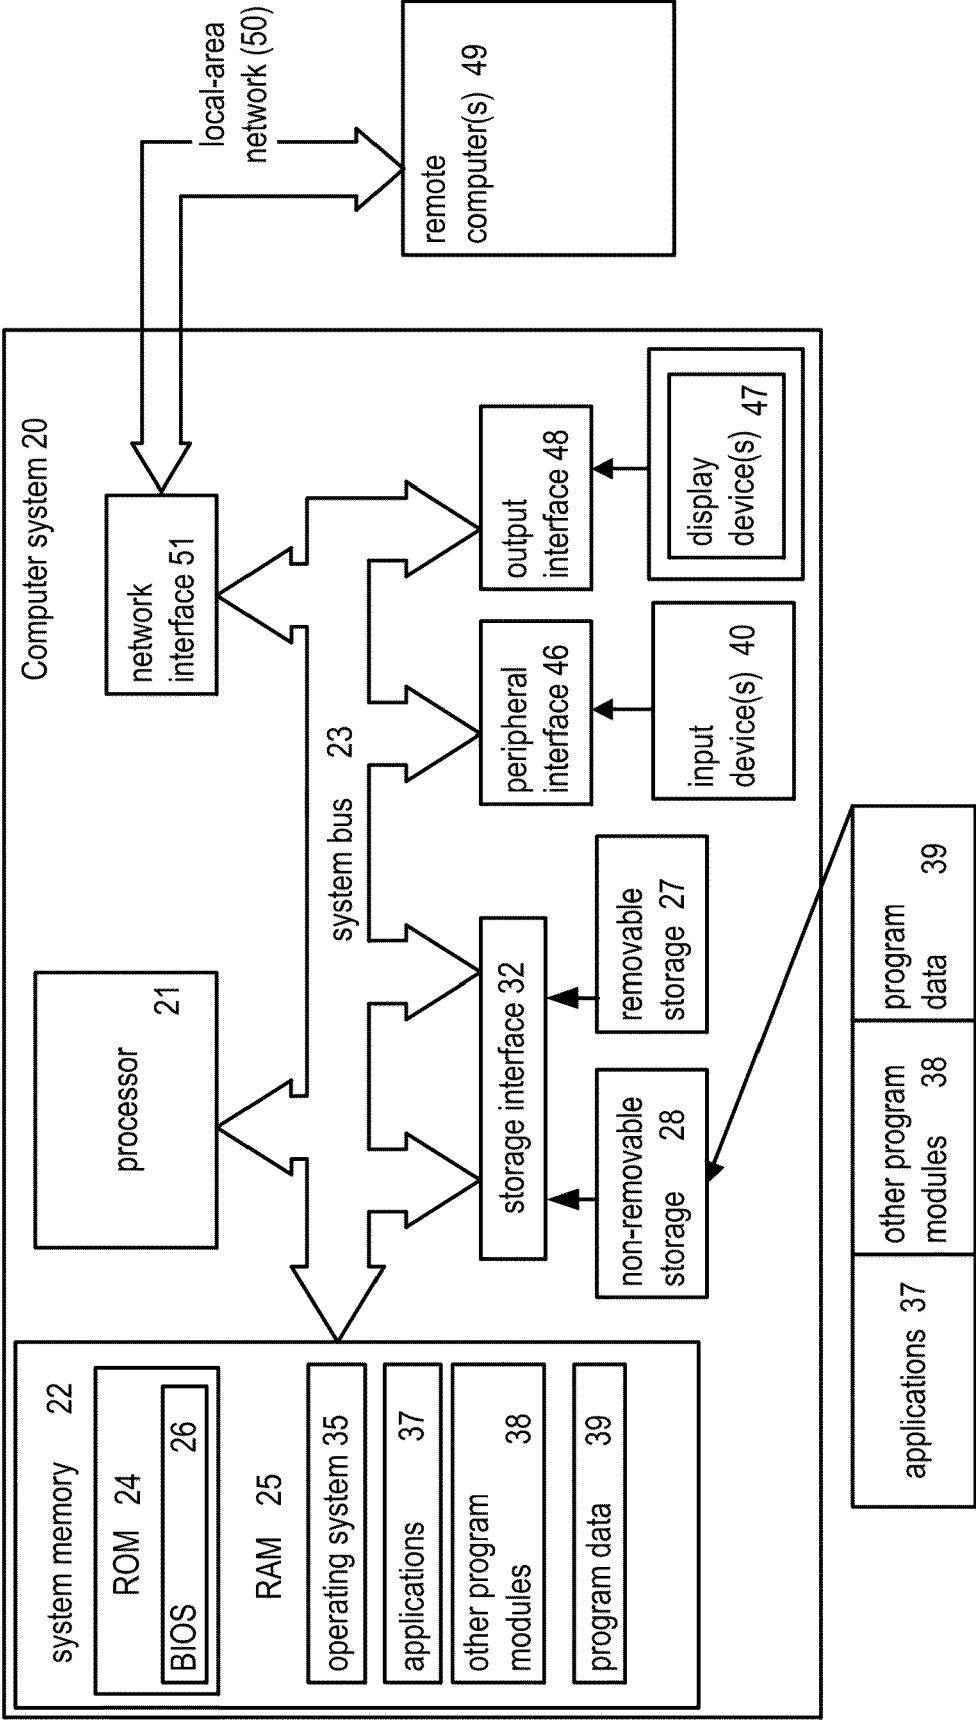 Computer system 20
system memory 22
ROM 24
BIOS 26
RAM 25
operating system 35
applications 37
other program
modules 38
program data 39
processor
21
network
interface 51
local-area
network (50)
system bus 23
storage interface 32
peripheral
interface 46
output
interface 48
remote
computer(s) 49
non-removable
storage 28
removable
storage 27
input
device(s) 40
display
device(s) 47
applications 37
other program
modules 38
program
data 39